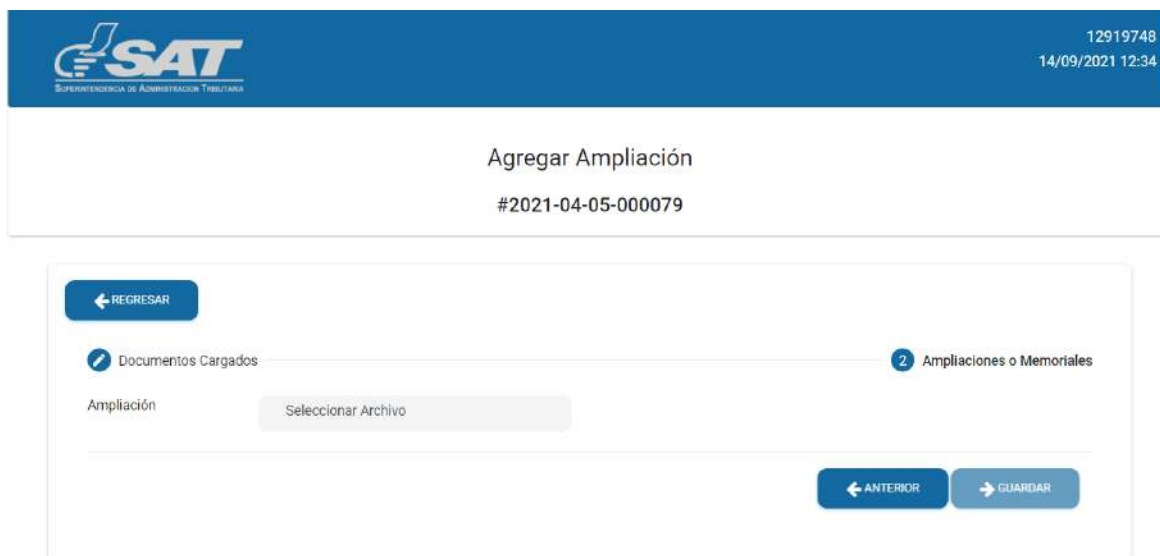 SAT
SUPERINTENDENCIA DE ADMINISTRACION TRIBUTARIA
12919748
14/09/2021 12:34
Agregar Ampliación
#2021-04-05-000079
REGRESAR
Documentos Cargados
2 Ampliaciones o Memoriales
Ampliación
Seleccionar Archivo
ANTERIOR
GUARDAR